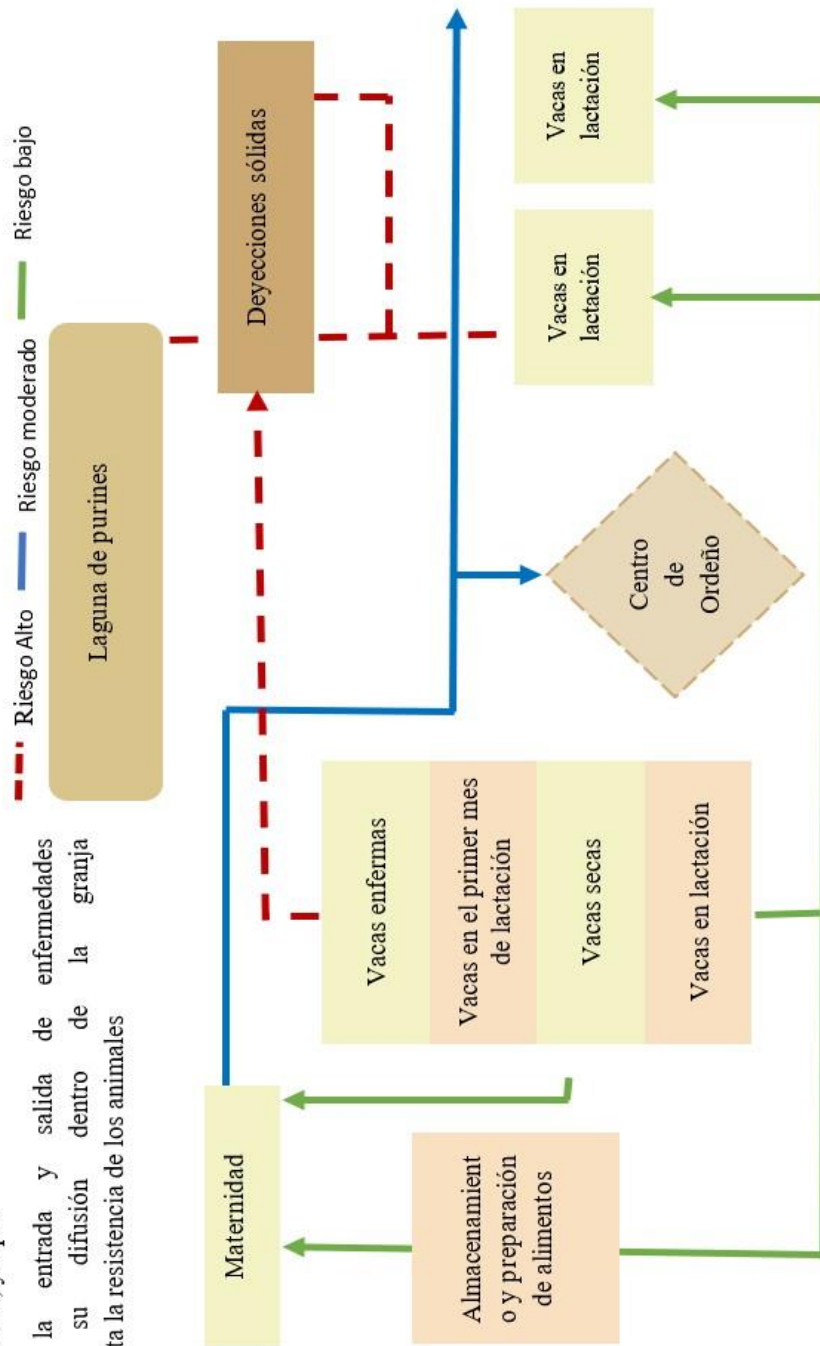 la entrada y salida de enfermedades
su difusión dentro de la granja
ta la resistencia de los animales
Riesgo Alto
Riesgo moderado
Riesgo bajo
Laguna de purines
Deyecciones sólidas
Maternidad
Vacas enfermas
Vacas en el primer mes
de lactación
Vacas secas
Vacas en lactación
Almacenamient
o y preparación
de alimentos
Centro
de
Ordeño
Vacas en
lactación
Vacas en
lactación